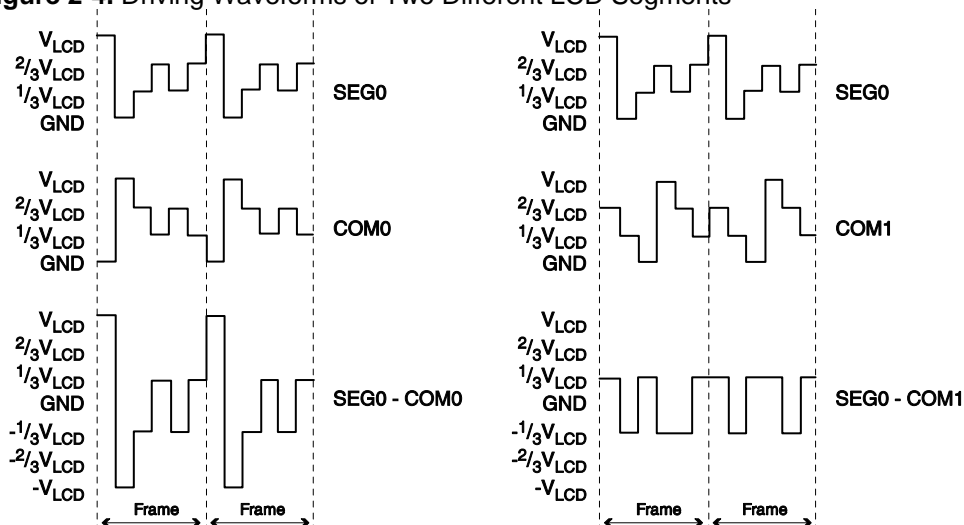 Figure 2-4. Driving Waveforms of Two Different LCD Segments
VLCD
2/3VLCD
1/3VLCD
GND
SEG0
VLCD
2/3VLCD
1/3VLCD
GND
SEG0
VLCD
2/3VLCD
1/3VLCD
GND
COM0
VLCD
2/3VLCD
1/3VLCD
GND
COM1
VLCD
2/3VLCD
1/3VLCD
GND
-1/3VLCD
-2/3VLCD
-VLCD
SEG0 - COM0
Frame
Frame
VLCD
2/3VLCD
1/3VLCD
GND
-1/3VLCD
-2/3VLCD
-VLCD
SEG0 - COM1
Frame
Frame